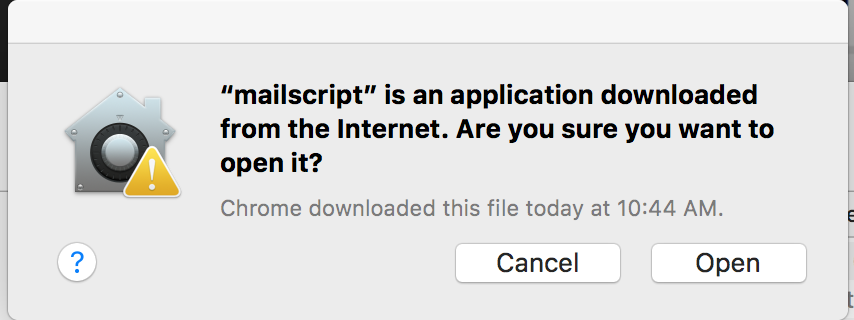 “mailscript” is an application downloaded
from the Internet. Are you sure you want to
open it?
Chrome downloaded this file today at 10:44 AM.
?
Cancel
Open